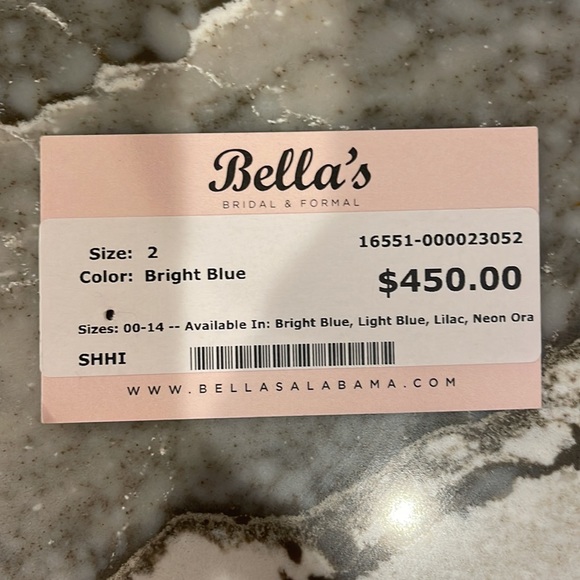 Bella's
BRIDAL & FORMAL
16551-000023052
Size: 2
Color: Bright Blue
$450.00
Sizes: 00-14 -- Available In: Bright Blue, Light Blue, Lilac, Neon Ora
SHHI
WWW.BELLASALABAMA.COM